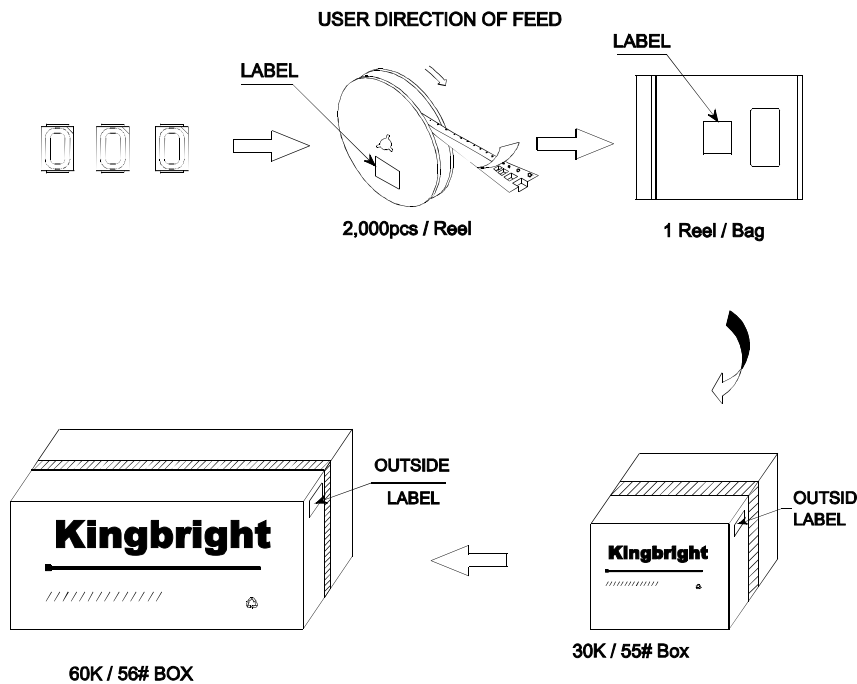 USER DIRECTION OF FEED
LABEL
LABEL
2,000pcs / Reel
1 Reel / Bag
OUTSIDE
LABEL
Kingbright
60K / 56# BOX
OUTSID
LABEL
Kingbright
30K / 55# Box